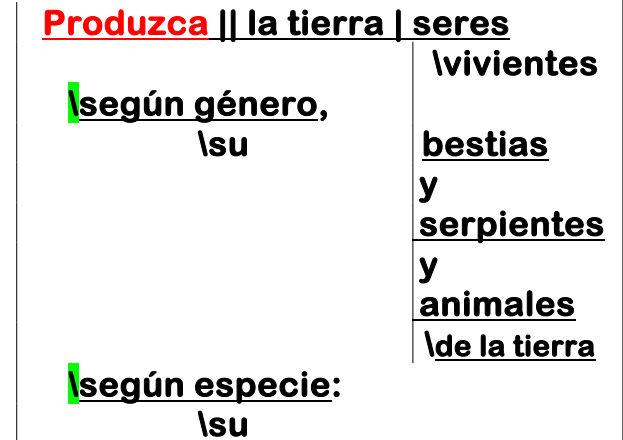 Produzca || la tierra | seres
\vivientes
\según género,
\su
bestias
y
serpientes
y
animales
\de la tierra
\según especie:
\su